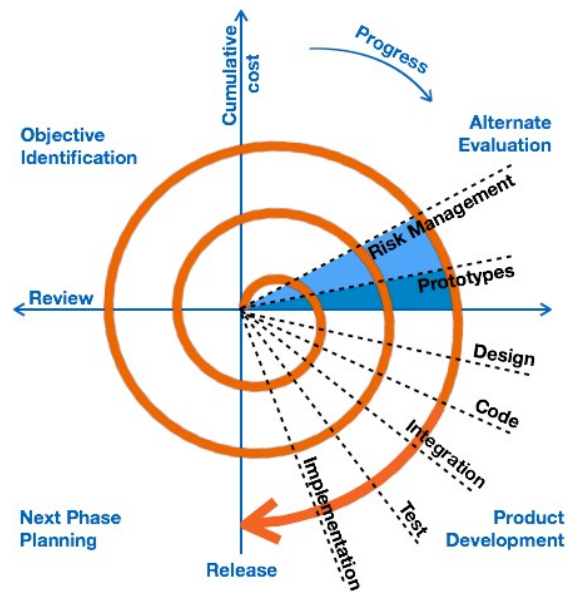 Cumulative
cost
Progress
Objective
Identification
Alternate
Evaluation
Risk Management
Prototypes
Review
Design
Code
Integration
Test
Implementation
Next Phase
Planning
Product
Development
Release